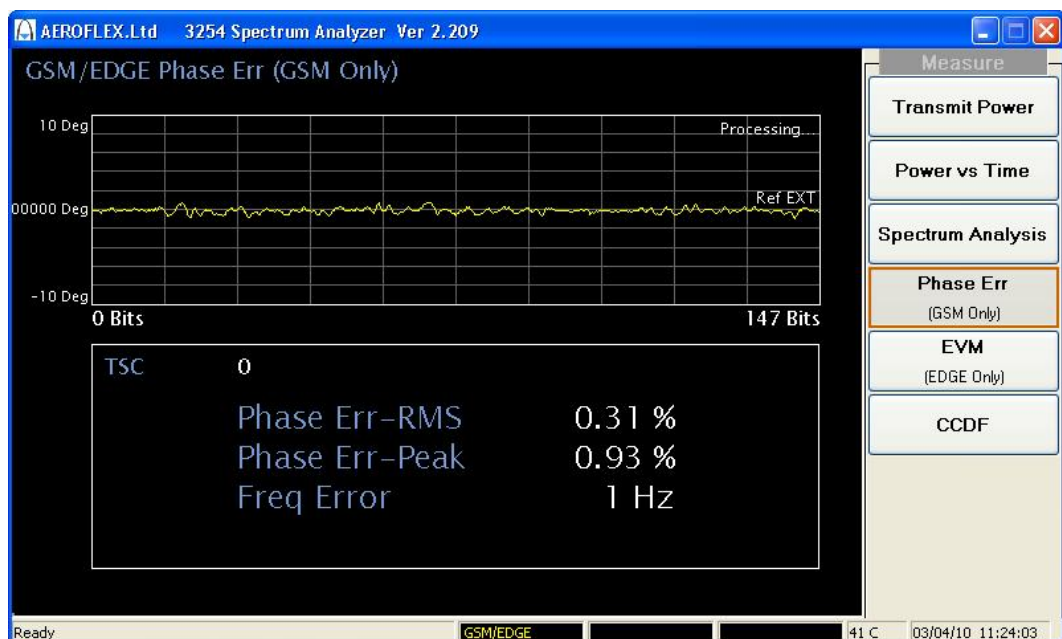 AEROFLEX.Ltd 3254 Spectrum Analyzer Ver 2.209
GSM/EDGE Phase Err (GSM Only)
10 Deg
Processing...
Ref EXT
00000 Deg
-10 Deg
0 Bits
147 Bits
TSC 0
Phase Err-RMS 0.31 %
Phase Err-Peak 0.93 %
Freq Error 1 Hz
Measure
Transmit Power
Power vs Time
Spectrum Analysis
Phase Err
(GSM Only)
EVM
(EDGE Only)
CCDF
Ready
GSM/EDGE
41 C
03/04/10 11:24:03